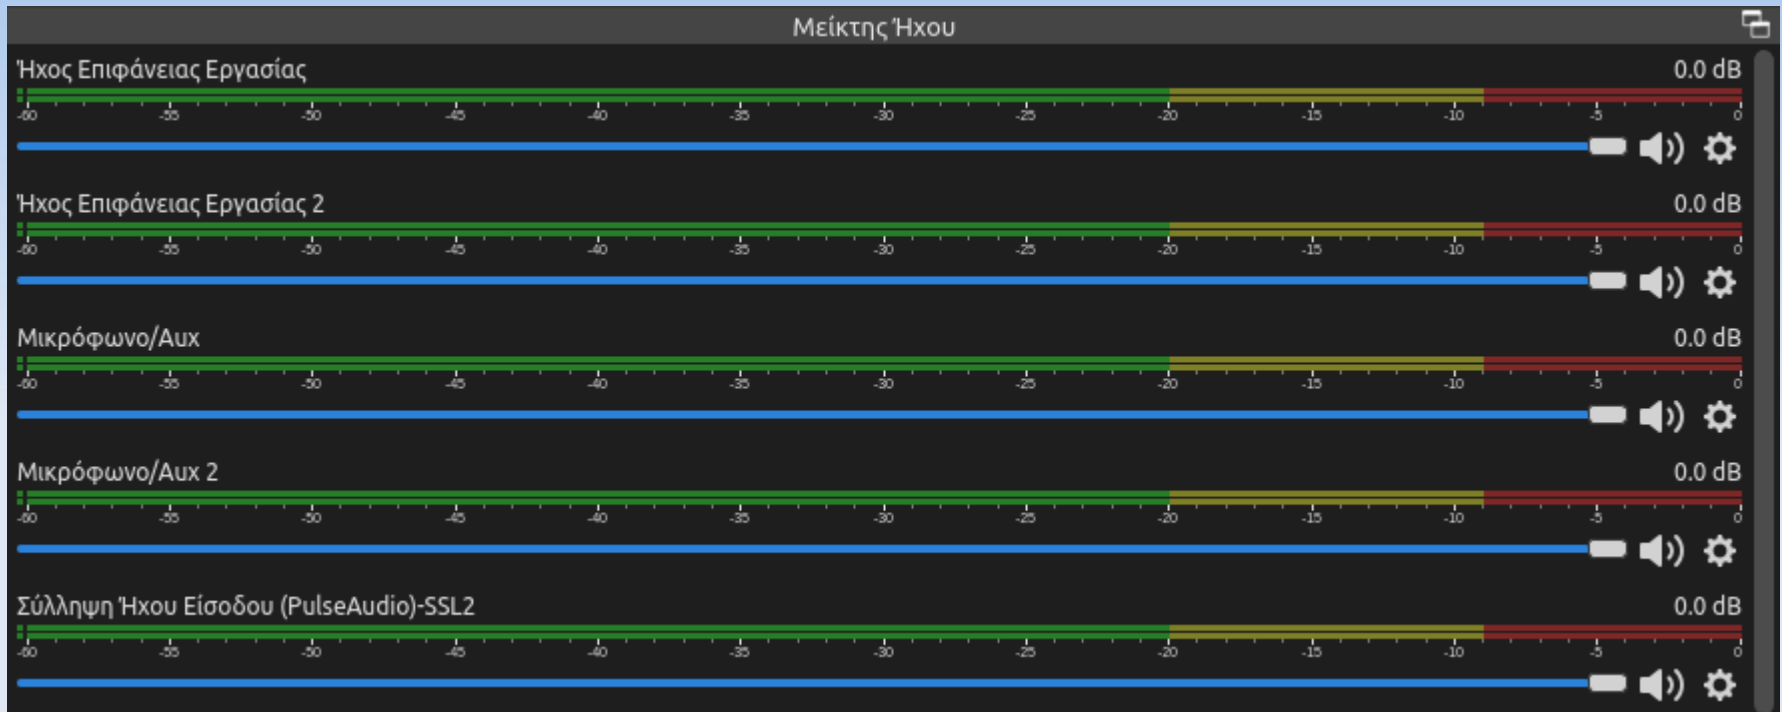 Μείκτης Ήχου
Ήχος Επιφάνειας Εργασίας 0.0 dB
-60 -55 -50 -45 -40 -35 -30 -25 -20 -15 -10 -5 0
Ήχος Επιφάνειας Εργασίας 2 0.0 dB
-60 -55 -50 -45 -40 -35 -30 -25 -20 -15 -10 -5 0
Μικρόφωνο/Aux 0.0 dB
-60 -55 -50 -45 -40 -35 -30 -25 -20 -15 -10 -5 0
Μικρόφωνο/Aux 2 0.0 dB
-60 -55 -50 -45 -40 -35 -30 -25 -20 -15 -10 -5 0
Σύλληψη Ήχου Είσοδου (PulseAudio)-SSL2 0.0 dB
-60 -55 -50 -45 -40 -35 -30 -25 -20 -15 -10 -5 0